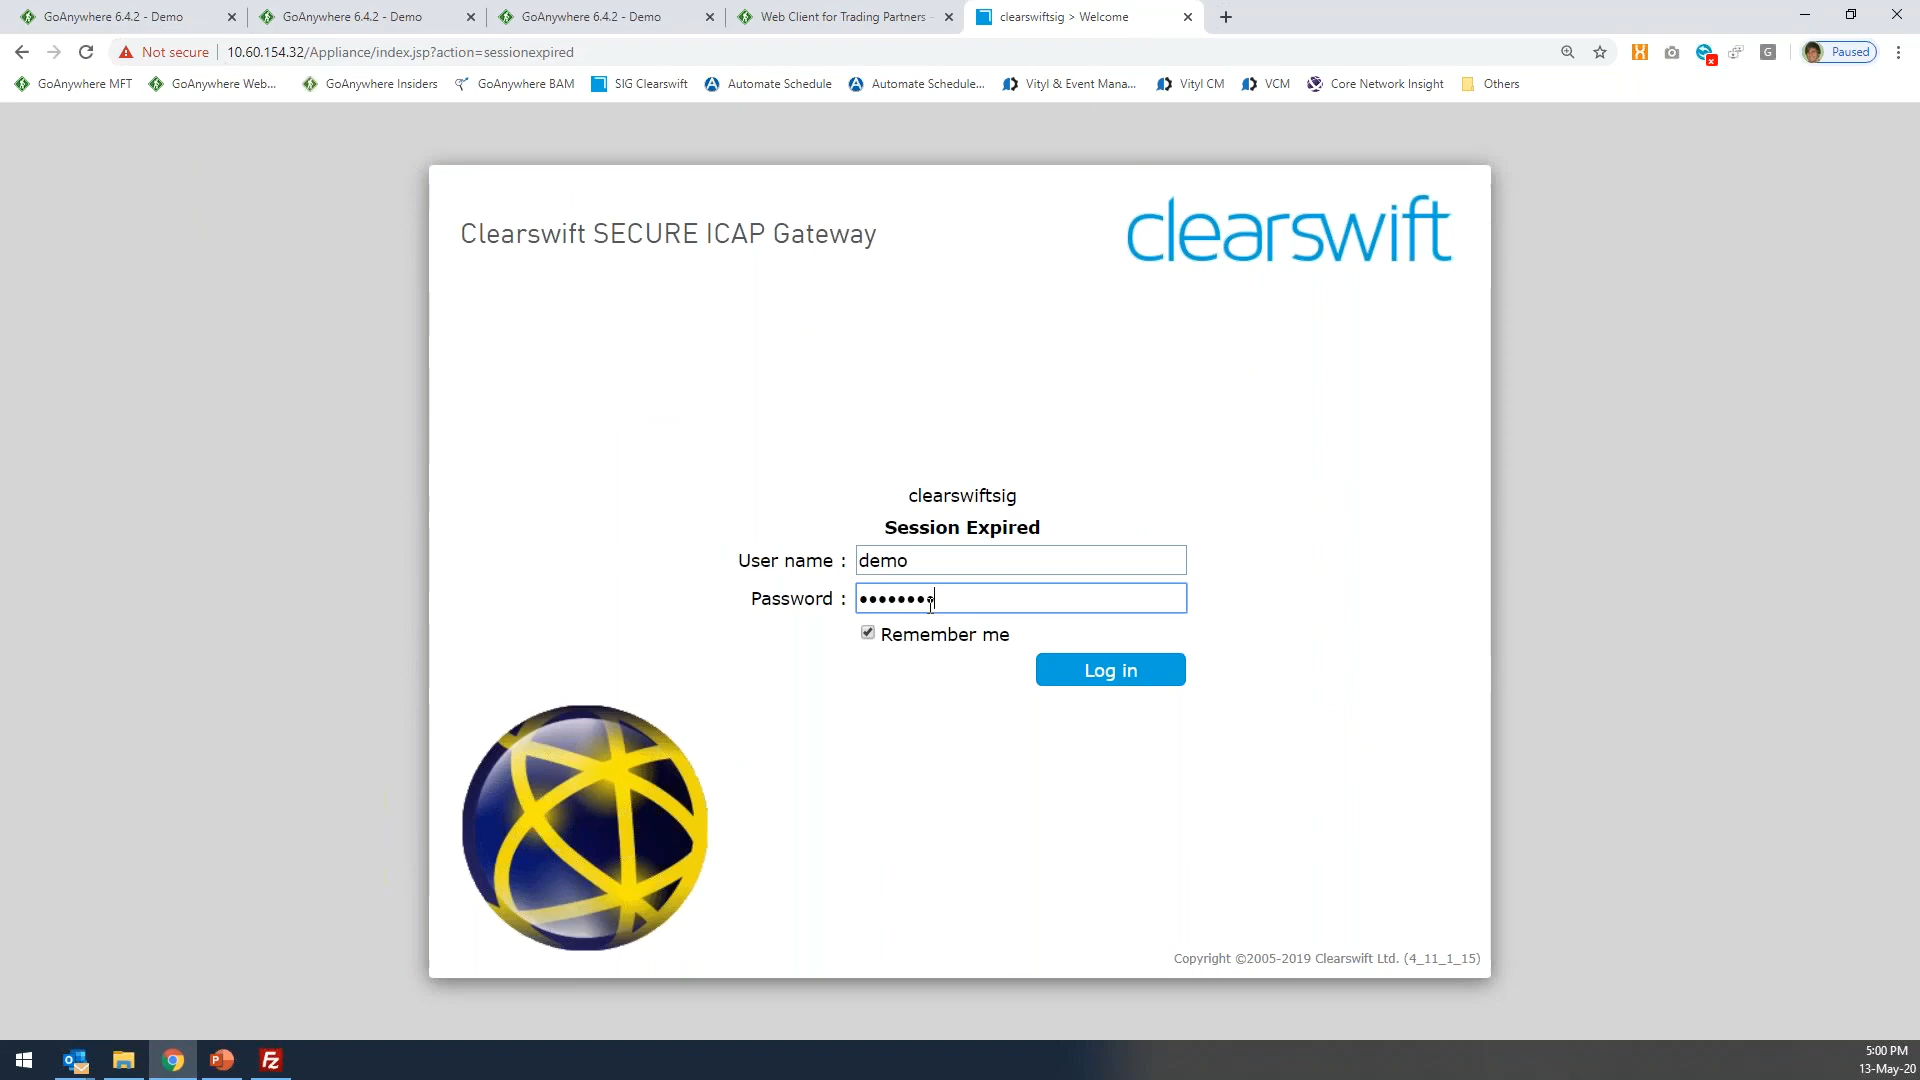 GoAnywhere 6.4.2 - Demo
GoAnywhere 6.4.2 - Demo
GoAnywhere 6.4.2 - Demo
Web Client for Trading Partners -
clearswiftsig > Welcome
Not secure
10.60.154.32/Appliance/index.jsp?action=sessionexpired
G
Paused
GoAnywhere MFT
GoAnywhere Web...
GoAnywhere Insiders
GoAnywhere BAM
SIG Clearswift
Automate Schedule
Automate Schedule...
Vityl & Event Mana...
Vityl CM
VCM
Core Network Insight
Others
Clearswift SECURE ICAP Gateway
clearswift
clearswiftsig
Session Expired
User name :
demo
Password :
••••••••
Remember me
Log in
Copyright ©2005-2019 Clearswift Ltd. (4_11_1_15)
5:00 PM
13-May-20